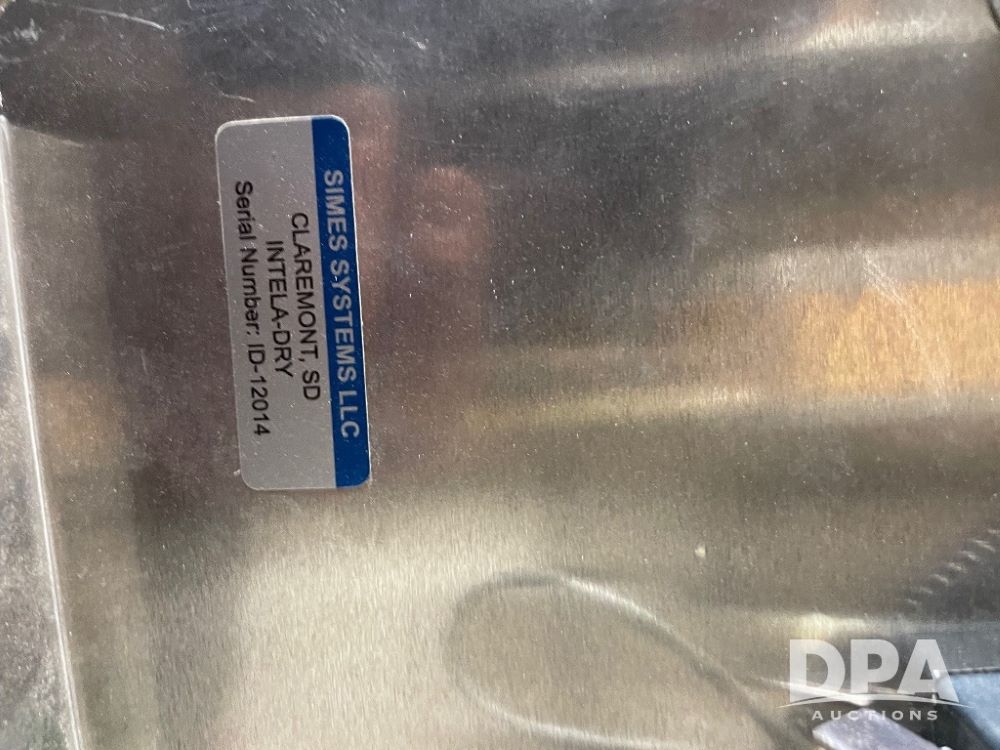 SIMES SYSTEMS LLC
CLAREMONT, SD
INTELA-DRY
Serial Number: ID-12014
DPA
AUCTIONS